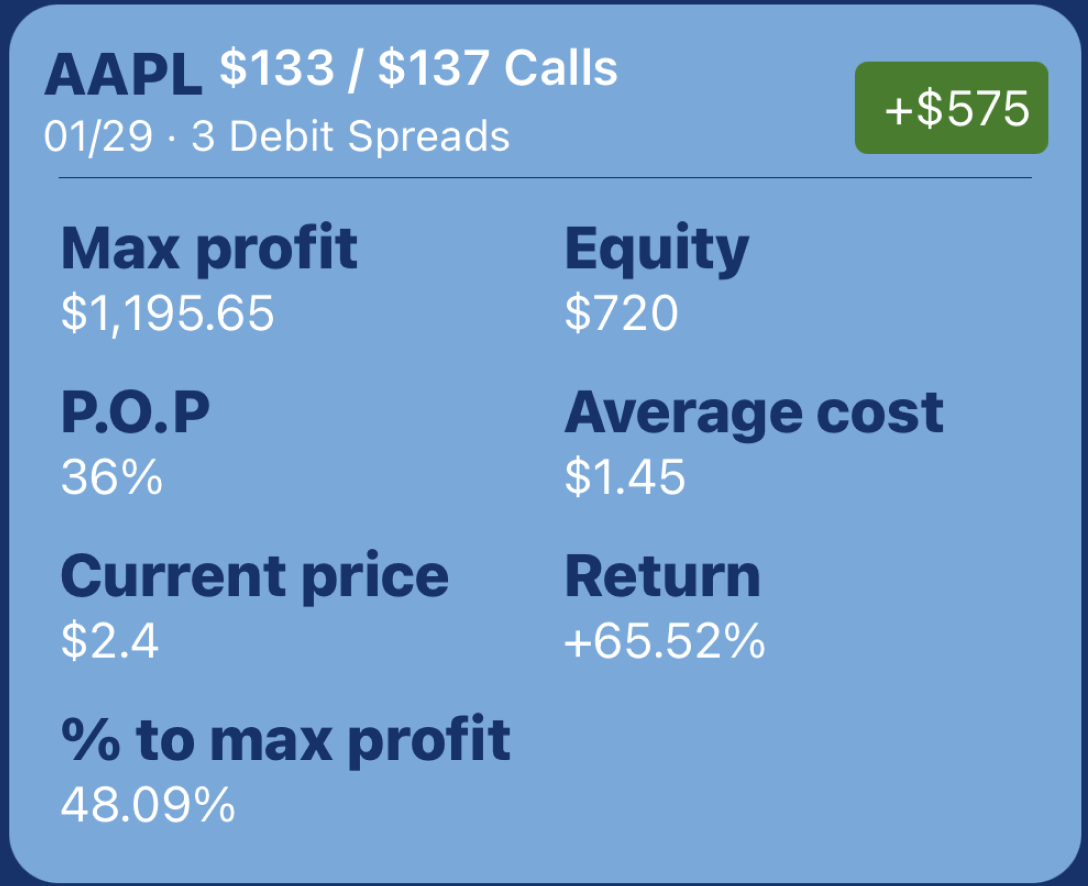 AAPL $133 / $137 Calls
01/29 · 3 Debit Spreads
+$575
Max profit
$1,195.65
Equity
$720
P.O.P
36%
Average cost
$1.45
Current price
$2.4
Return
+65.52%
% to max profit
48.09%